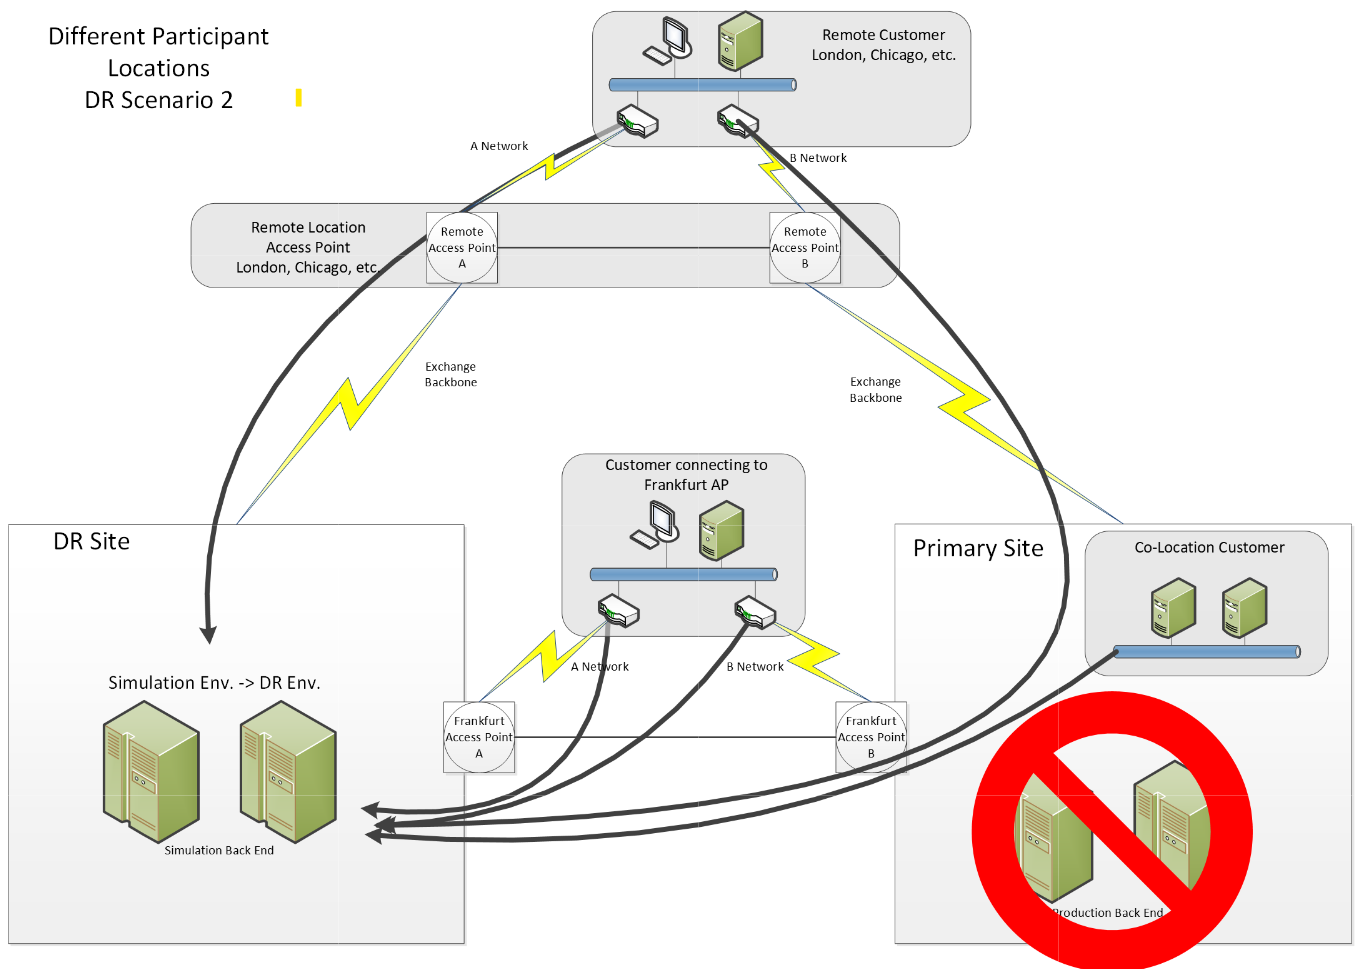 Different Participant
Locations
DR Scenario 2
Remote Customer
London, Chicago, etc.
A Network
B Network
Remote Location
Access Point
London, Chicago, etc.
Remote
Access Point
A
Remote
Access Point
B
Exchange
Backbone
Exchange
Backbone
Customer connecting to
Frankfurt AP
A Network
B Network
DR Site
Simulation Env. -> DR Env.
Simulation Back End
Frankfurt
Access Point
A
Frankfurt
Access Point
B
Primary Site
Co-Location Customer
Production Back End